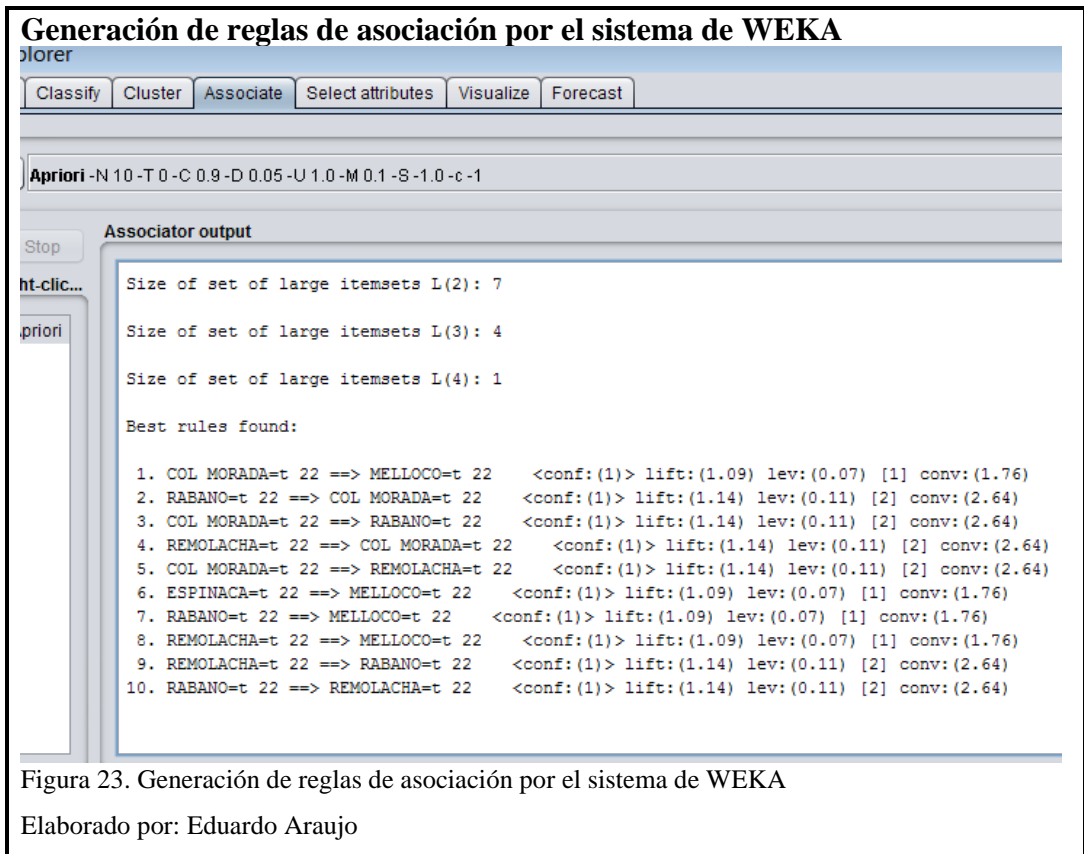 Generación de reglas de asociación por el sistema de WEKA
plorer
Classify Cluster Associate Select attributes Visualize Forecast
Apriori -N 10 -T 0 -C 0.9 -D 0.05 -U 1.0 -M 0.1 -S -1.0 -c -1
Stop
Associator output
ht-clic...
Apriori
Size of set of large itemsets L(2): 7
Size of set of large itemsets L(3): 4
Size of set of large itemsets L(4): 1
Best rules found:
1. COL MORADA=t 22 ==> MELLOCO=t 22 <conf:(1)> lift:(1.09) lev:(0.07) [1] conv:(1.76)
2. RABANO=t 22 ==> COL MORADA=t 22 <conf:(1)> lift:(1.14) lev:(0.11) [2] conv:(2.64)
3. COL MORADA=t 22 ==> RABANO=t 22 <conf:(1)> lift:(1.14) lev:(0.11) [2] conv:(2.64)
4. REMOLACHA=t 22 ==> COL MORADA=t 22 <conf:(1)> lift:(1.14) lev:(0.11) [2] conv:(2.64)
5. COL MORADA=t 22 ==> REMOLACHA=t 22 <conf:(1)> lift:(1.14) lev:(0.11) [2] conv:(2.64)
6. ESPINACA=t 22 ==> MELLOCO=t 22 <conf:(1)> lift:(1.09) lev:(0.07) [1] conv:(1.76)
7. RABANO=t 22 ==> MELLOCO=t 22 <conf:(1)> lift:(1.09) lev:(0.07) [1] conv:(1.76)
8. REMOLACHA=t 22 ==> MELLOCO=t 22 <conf:(1)> lift:(1.09) lev:(0.07) [1] conv:(1.76)
9. REMOLACHA=t 22 ==> RABANO=t 22 <conf:(1)> lift:(1.14) lev:(0.11) [2] conv:(2.64)
10. RABANO=t 22 ==> REMOLACHA=t 22 <conf:(1)> lift:(1.14) lev:(0.11) [2] conv:(2.64)
Figura 23. Generación de reglas de asociación por el sistema de WEKA
Elaborado por: Eduardo Araujo